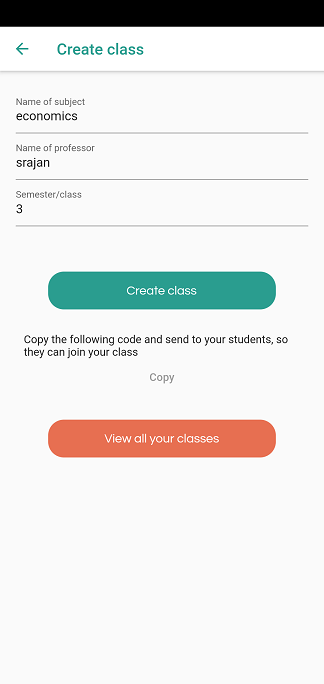 Create class
Name of subject
economics
Name of professor
srajan
Semester/class
3
Create class
Copy the following code and send to your students, so
they can join your class
Copy
View all your classes